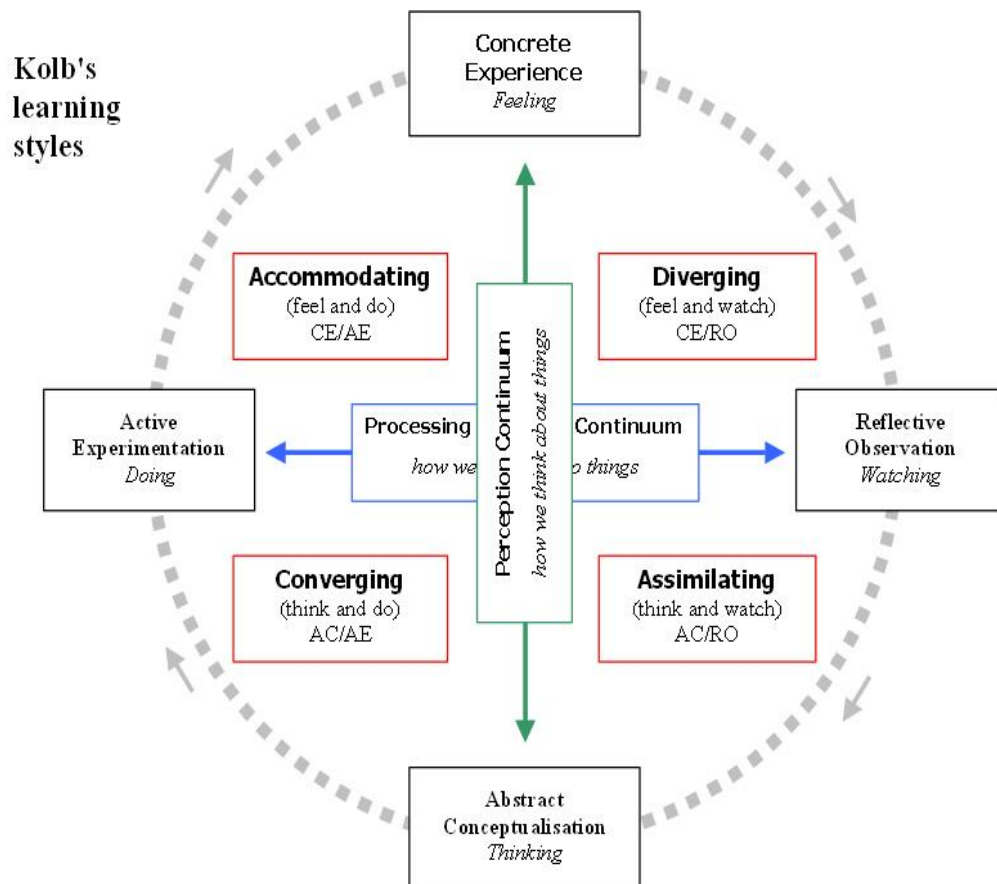 Kolb's
learning
styles
Concrete
Experience
Feeling
Accommodating
(feel and do)
CE/AE
Diverging
(feel and watch)
CE/RO
Perception Continuum
how we think about things
Active
Experimentation
Doing
Processing Continuum
how we things
Reflective
Observation
Watching
Converging
(think and do)
AC/AE
Assimilating
(think and watch)
AC/RO
Abstract
Conceptualisation
Thinking